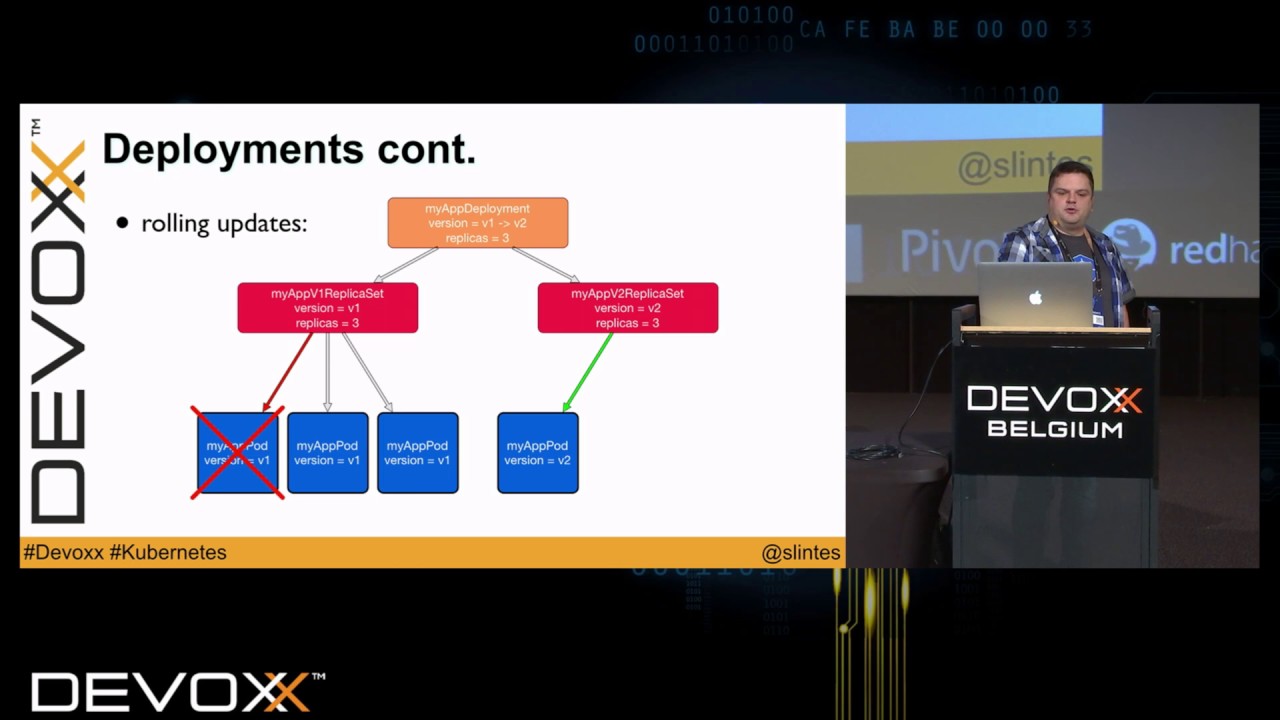 010100
00011010100
CA FE BA BE 00 00 33
1010100
DEVOXX™
Deployments cont.
• rolling updates:
myAppDeployment
version = v1 -> v2
replicas = 3
myAppV1ReplicaSet
version = v1
replicas = 3
myAppV2ReplicaSet
version = v2
replicas = 3
myAppPod
version = v1
myAppPod
version = v1
myAppPod
version = v1
myAppPod
version = v2
#Devoxx #Kubernetes
@slintes
@slintes
redha
DEVOXX
BELGIUM
DEVOXX™